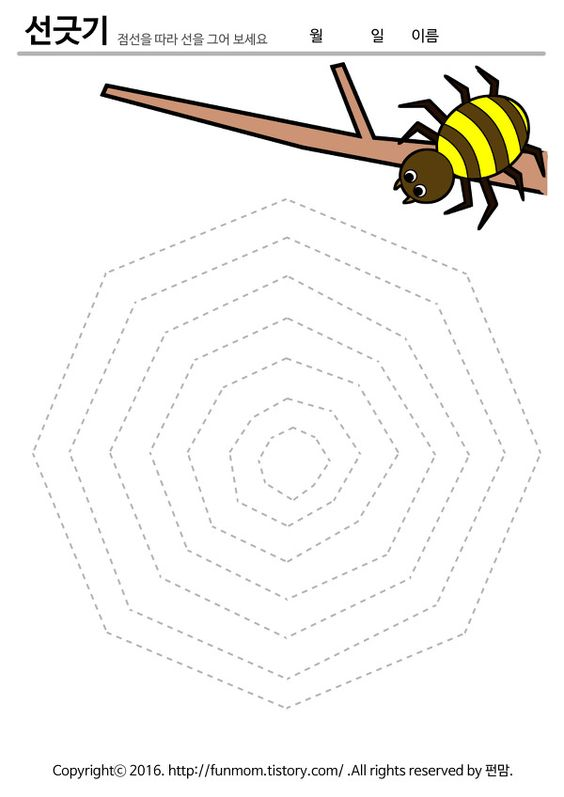 선긋기 점선을 따라 선을 그어 보세요 월 일 이름
Copyrightⓒ 2016. http://funmom.tistory.com/ .All rights reserved by 펀맘.